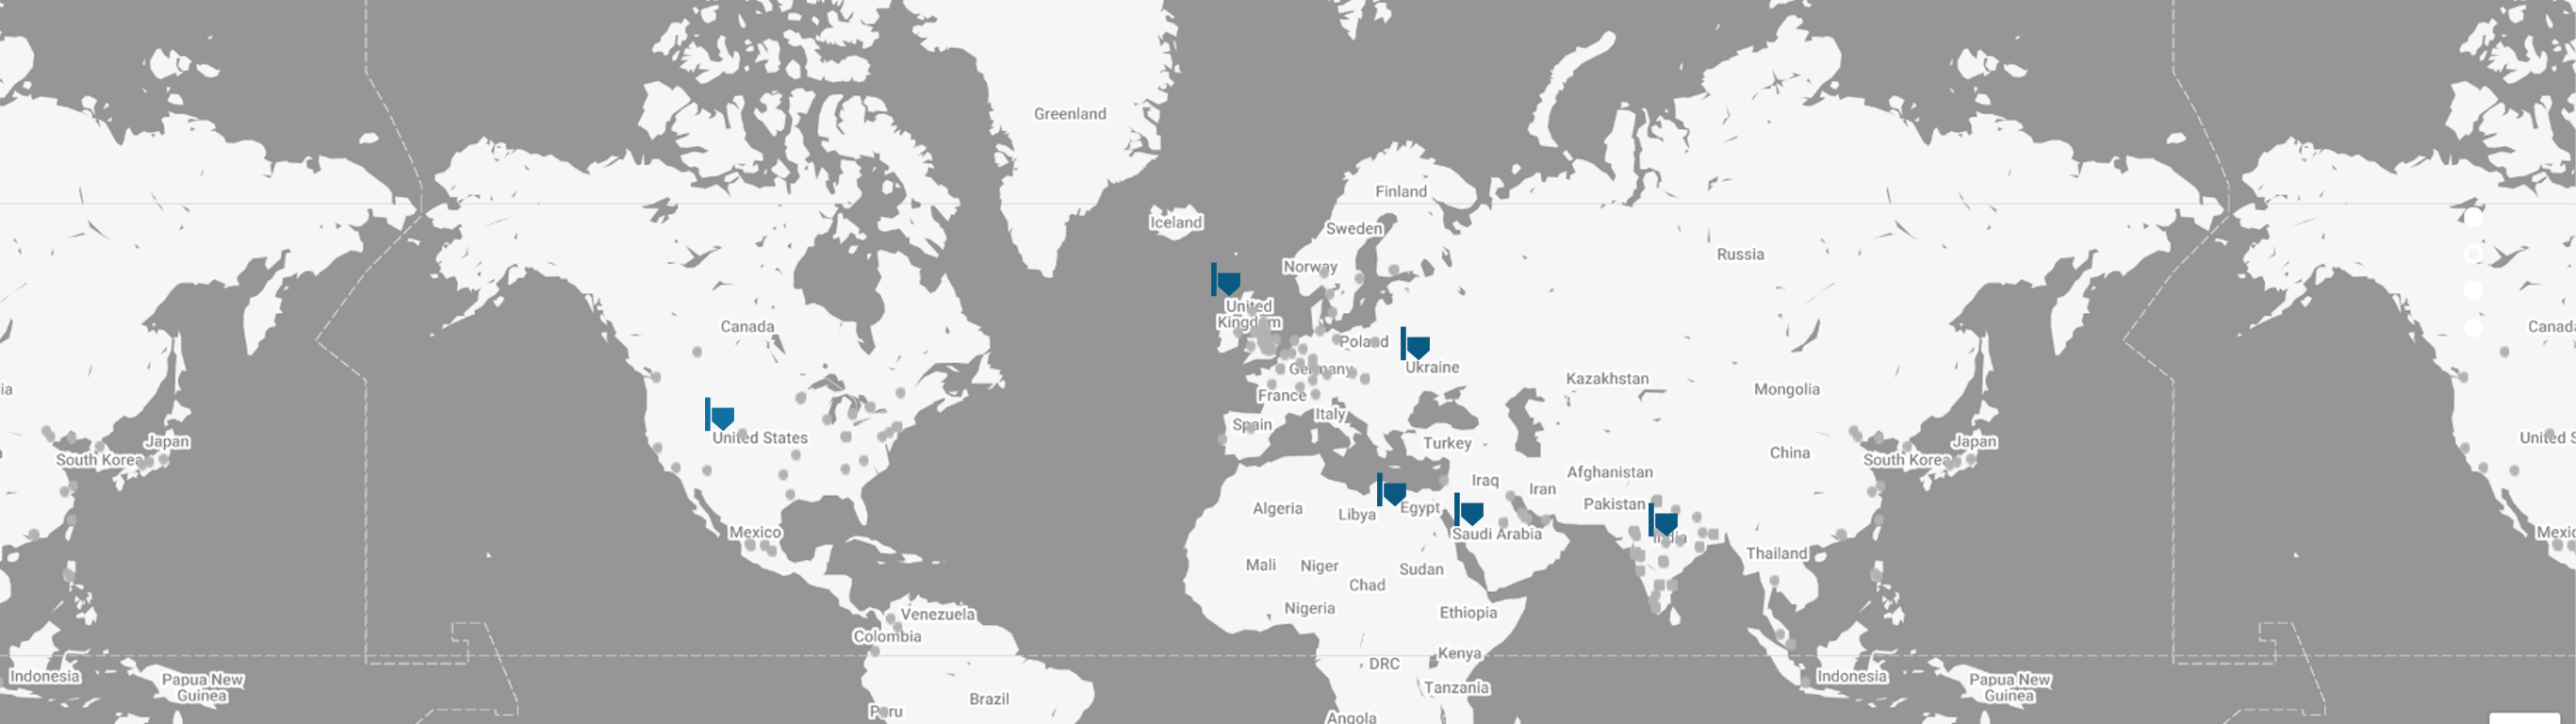 Greenland
Finland
Iceland
Sweden
Russia
Norway
United
Kingdom
Canada
Canada
Poland
Ukraine
Germany
Kazakhstan
Mongolia
ia
France
Italy
Spain
United States
United S
Japan
Turkey
Japan
South Korea
China
South Korea
Afghanistan
Iraq
Iran
Pakistan
Algeria
Libya
Egypt
Mexico
Saudi Arabia
India
Mexic
Thailand
Mali
Niger
Sudan
Chad
Nigeria
Ethiopia
Venezuela
Colombia
Kenya
DRC
Indonesia
Papua New
Guinea
Tanzania
Indonesia
Papua New
Guinea
Brazil
Peru
Angola